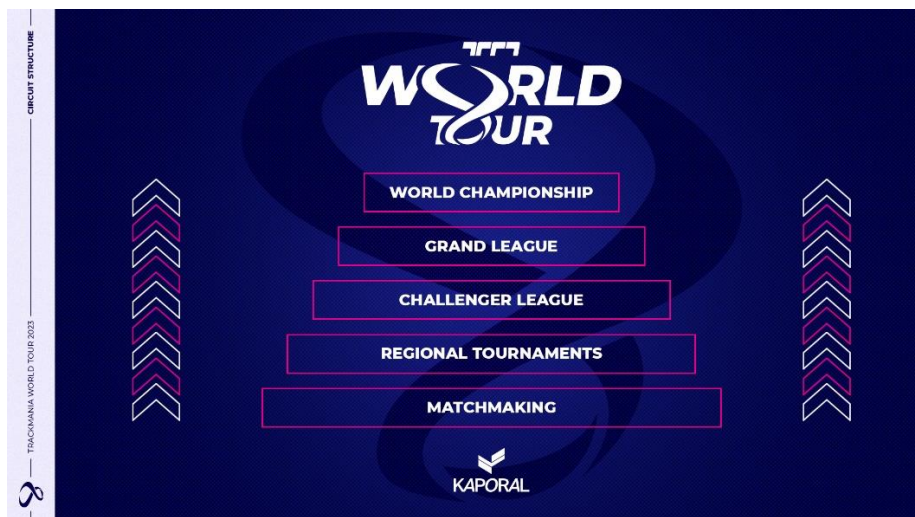 CIRCUIT STRUCTURE
TRACKMANIA WORLD TOUR 2023
WORLD
TOUR
WORLD CHAMPIONSHIP
GRAND LEAGUE
CHALLENGER LEAGUE
REGIONAL TOURNAMENTS
MATCHMAKING
KAPORAL